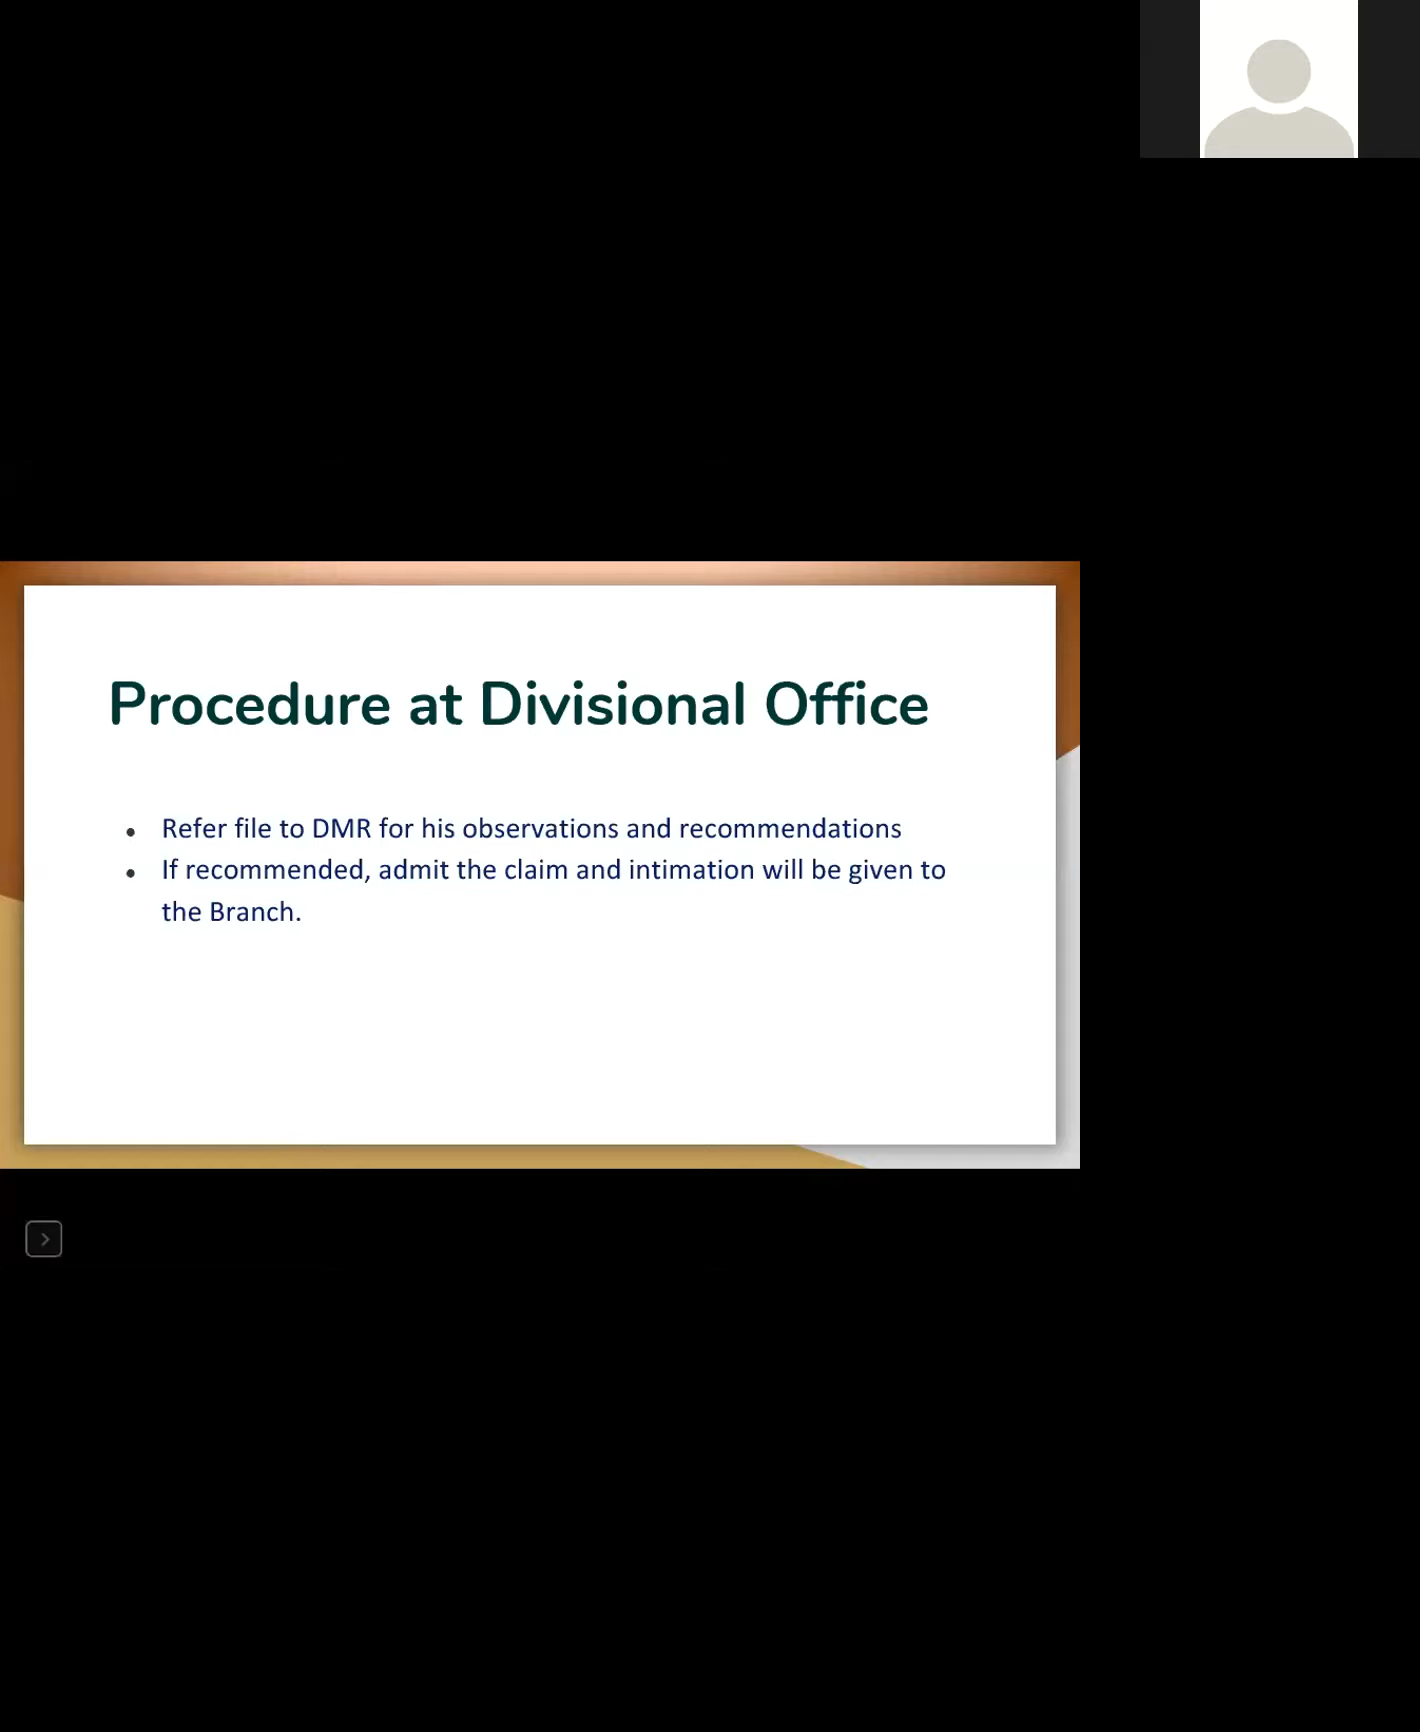 Procedure at Divisional Office
• Refer file to DMR for his observations and recommendations
• If recommended, admit the claim and intimation will be given to
the Branch.